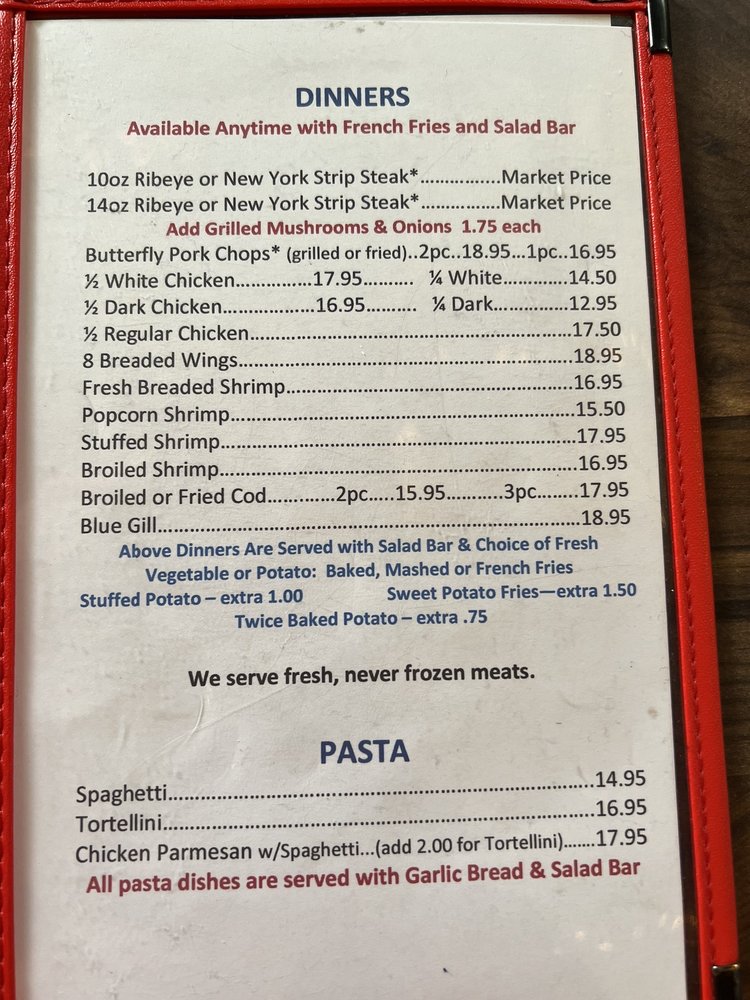 DINNERS
Available Anytime with French Fries and Salad Bar
10oz Ribeye or New York Strip Steak*...............Market Price
14oz Ribeye or New York Strip Steak*...............Market Price
Add Grilled Mushrooms & Onions 1.75 each
Butterfly Pork Chops* (grilled or fried)..2pc..18.95...1pc..16.95
½ White Chicken...............17.95.......... ¼ White............14.50
½ Dark Chicken..................16.95.......... ¼ Dark..............12.95
½ Regular Chicken..............................................................17.50
8 Breaded Wings................................................................18.95
Fresh Breaded Shrimp.......................................................16.95
Popcorn Shrimp..................................................................15.50
Stuffed Shrimp....................................................................17.95
Broiled Shrimp....................................................................16.95
Broiled or Fried Cod.............2pc.....15.95...........3pc........17.95
Blue Gill................................................................................18.95
Above Dinners Are Served with Salad Bar & Choice of Fresh
Vegetable or Potato: Baked, Mashed or French Fries
Stuffed Potato – extra 1.00 Sweet Potato Fries—extra 1.50
Twice Baked Potato – extra .75
We serve fresh, never frozen meats.
PASTA
Spaghetti................................................................................14.95
Tortellini.................................................................................16.95
Chicken Parmesan w/Spaghetti...(add 2.00 for Tortellini).......17.95
All pasta dishes are served with Garlic Bread & Salad Bar